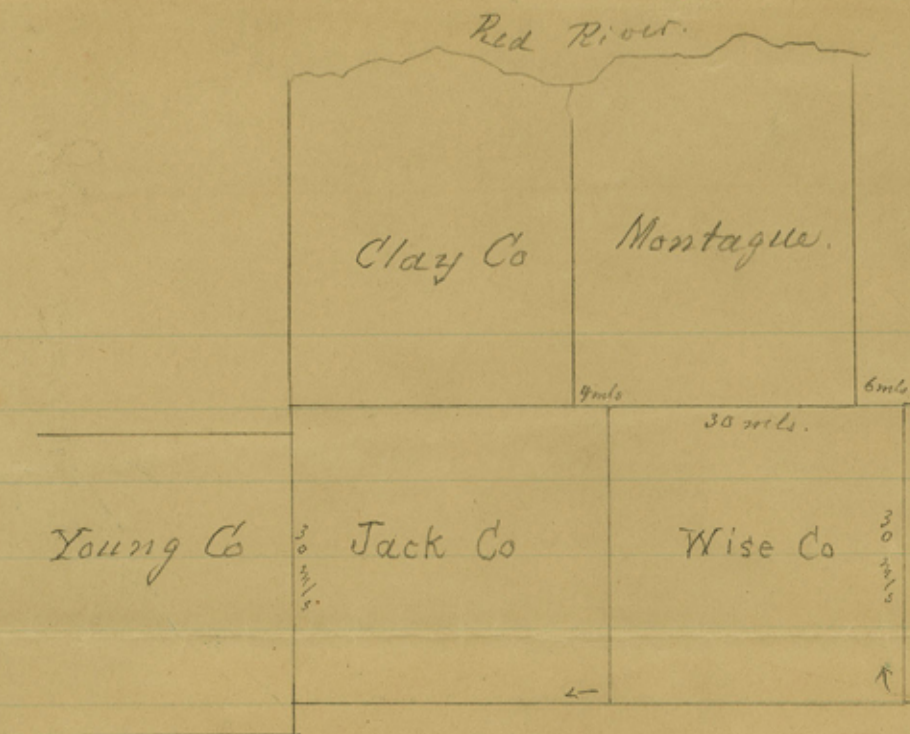 Red River.
Clay Co
Montague.
4 mls
6 mls
30 mls.
Young Co
30 mls.
Jack Co
Wise Co
30 mls